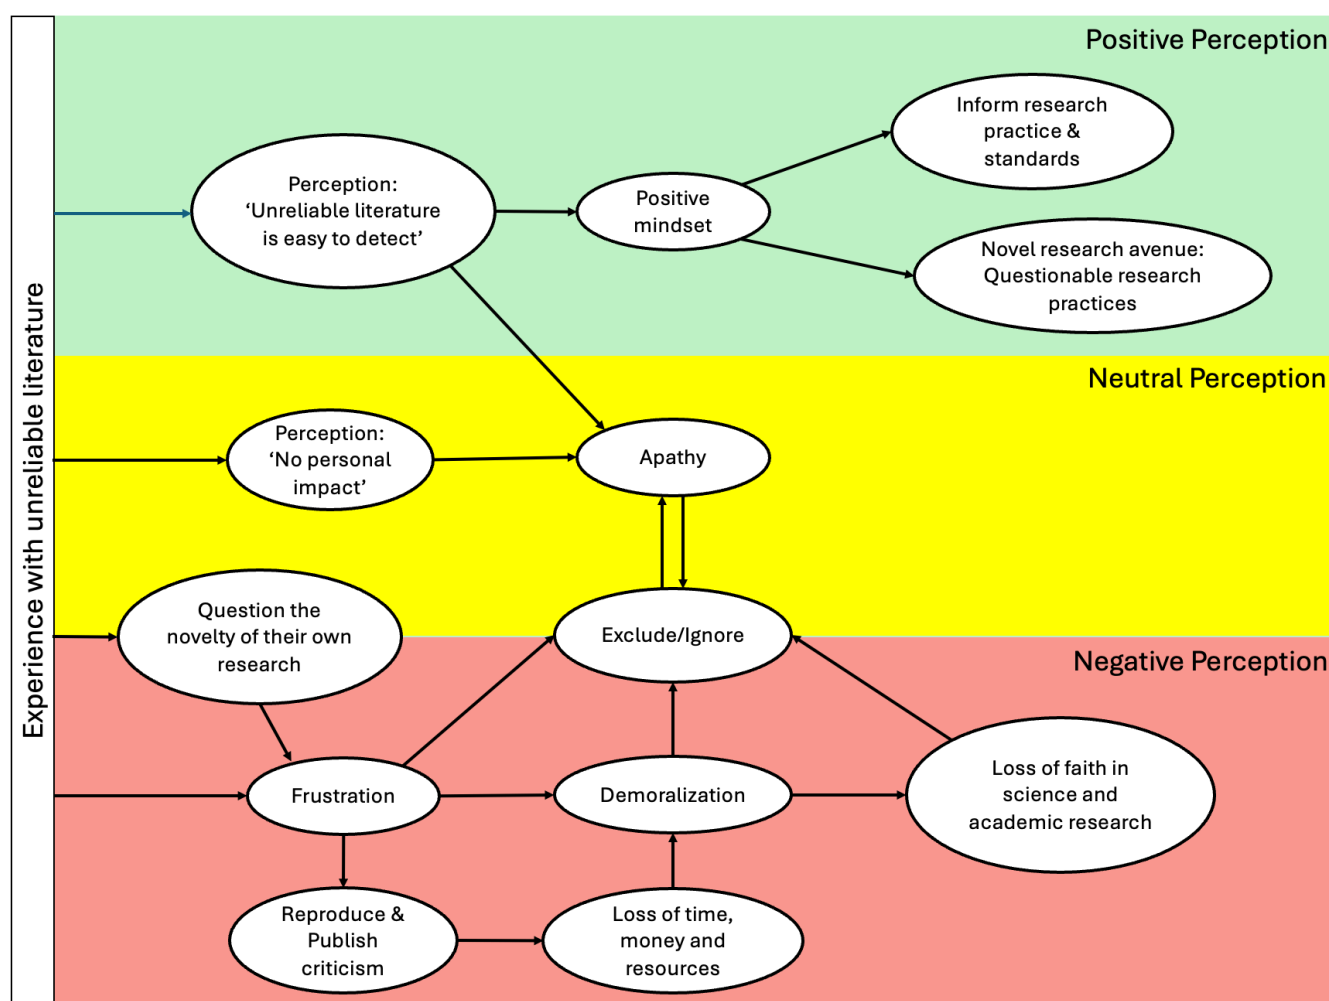 Experience with unreliable literature
Positive Perception
Perception:
‘Unreliable literature
is easy to detect’
Positive
mindset
Inform research
practice &
standards
Novel research avenue:
Questionable research
practices
Neutral Perception
Perception:
‘No personal
impact’
Apathy
Question the
novelty of their own
research
Exclude/Ignore
Negative Perception
Frustration
Demoralization
Loss of faith in
science and
academic research
Reproduce &
Publish
criticism
Loss of time,
money and
resources